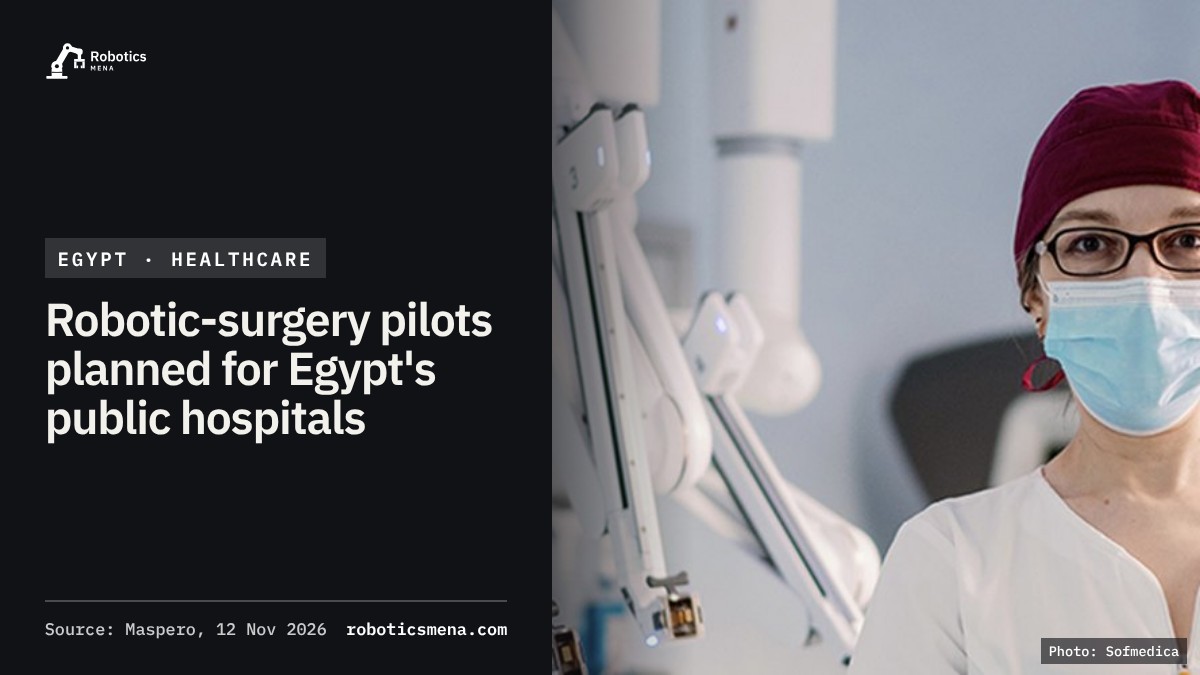 Robotics
MENA
EGYPT · HEALTHCARE
Robotic-surgery pilots
planned for Egypt's
public hospitals
Source: Maspero, 12 Nov 2026 roboticsmena.com
3
Photo: Sofmedica